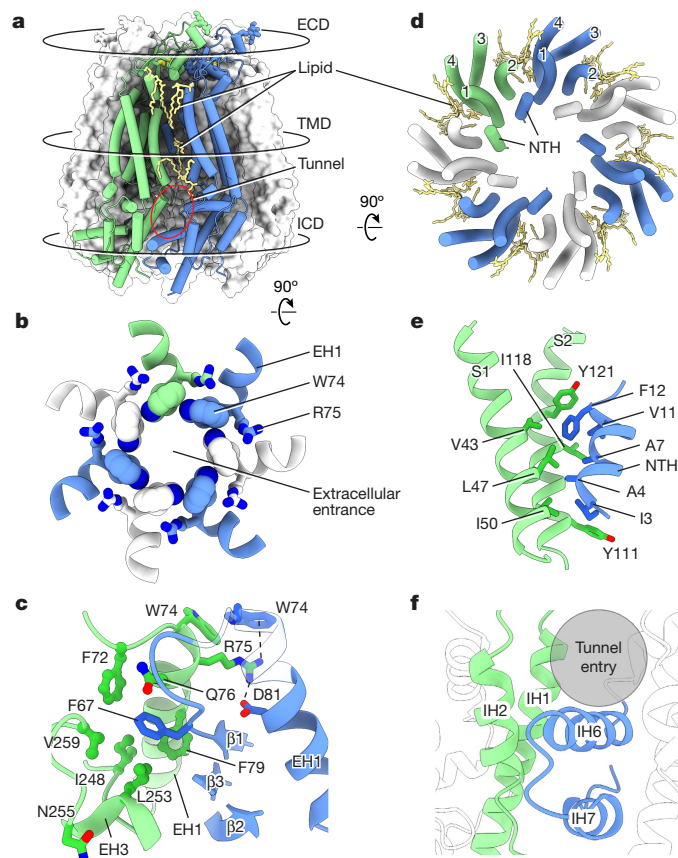 a
ECD
Lipid
TMD
Tunnel
ICD
90º
d
4
3
4
3
1
2
1
2
NTH
90º
b
EH1
W74
R75
Extracellular
entrance
e
S1
I118
S2
Y121
F12
V11
V43
A7
NTH
L47
A4
I50
I3
Y111
c
W74
W74
F72
R75
Q76
D81
F67
β1
V259
F79
EH1
I248
β3
L253
N255
EH1
β2
EH3
f
Tunnel
entry
IH1
IH2
IH6
IH7